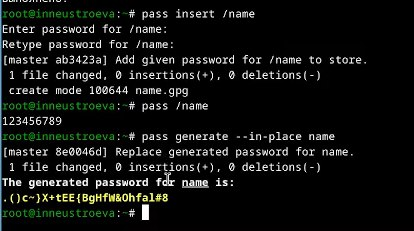 root@inneustroeva:~# pass insert /name
Enter password for /name:
Retype password for /name:
[master ab3423a] Add given password for /name to store.
 1 file changed, 0 insertions(+), 0 deletions(-)
 create mode 100644 name.gpg
root@inneustroeva:~# pass /name
123456789
root@inneustroeva:~# pass generate --in-place name
[master 8e0046d] Replace generated password for name.
 1 file changed, 0 insertions(+), 0 deletions(-)
The generated password for name is:
.()c~}X+tEE{BgHfW&Ohfal#8
root@inneustroeva:~#